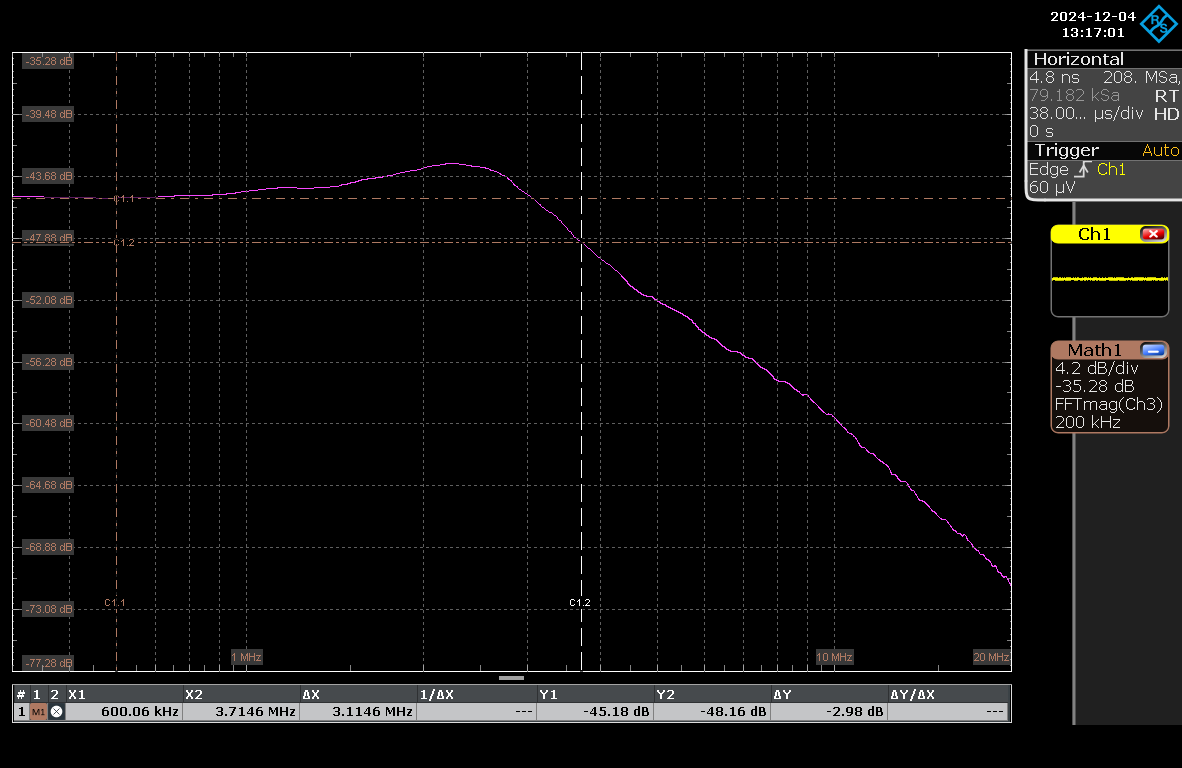 2024-12-04
13:17:01
R S
Horizontal
4.8 ns 208. MSa,
79.182 kSa RT
38.00... µs/div HD
0 s
Trigger Auto
Edge Ch1
60 µV
Ch1
Math1
4.2 dB/div
-35.28 dB
FFTmag(Ch3)
200 kHz
-35.28 dB
-39.48 dB
-43.68 dB
C1.1
-47.88 dB
C1.2
-52.08 dB
-56.28 dB
-60.48 dB
-64.68 dB
-68.88 dB
C1.1 C1.2
-73.08 dB
1 MHz 10 MHz 20 MHz
-77.28 dB
# 1 2 X1 X2 ΔX 1/ΔX Y1 Y2 ΔY ΔY/ΔX
1 M1 600.06 kHz 3.7146 MHz 3.1146 MHz --- -45.18 dB -48.16 dB -2.98 dB ---